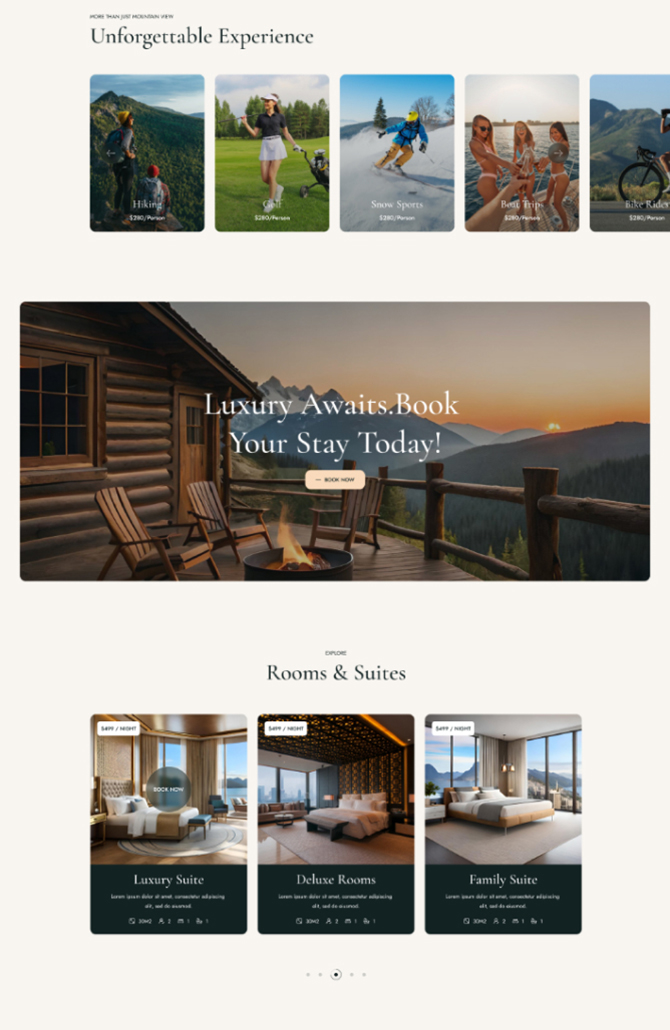 MORE THAN JUST MOUNTAIN VIEW
Unforgettable Experience
Hiking
$280/Person
Golf
$280/Person
Snow Sports
$280/Person
Boat Trips
$280/Person
Bike Rides
$280/Person
Luxury Awaits.Book
Your Stay Today!
— BOOK NOW
EXPLORE
Rooms & Suites
$499 / NIGHT
BOOK NOW
Luxury Suite
Lorem ipsum dolor sit amet, consectetur adipiscing
elit, sed do eiusmod.
30M2 2 1 1
$499 / NIGHT
Deluxe Rooms
Lorem ipsum dolor sit amet, consectetur adipiscing
elit, sed do eiusmod.
30M2 2 1 1
$499 / NIGHT
Family Suite
Lorem ipsum dolor sit amet, consectetur adipiscing
elit, sed do eiusmod.
30M2 2 1 1